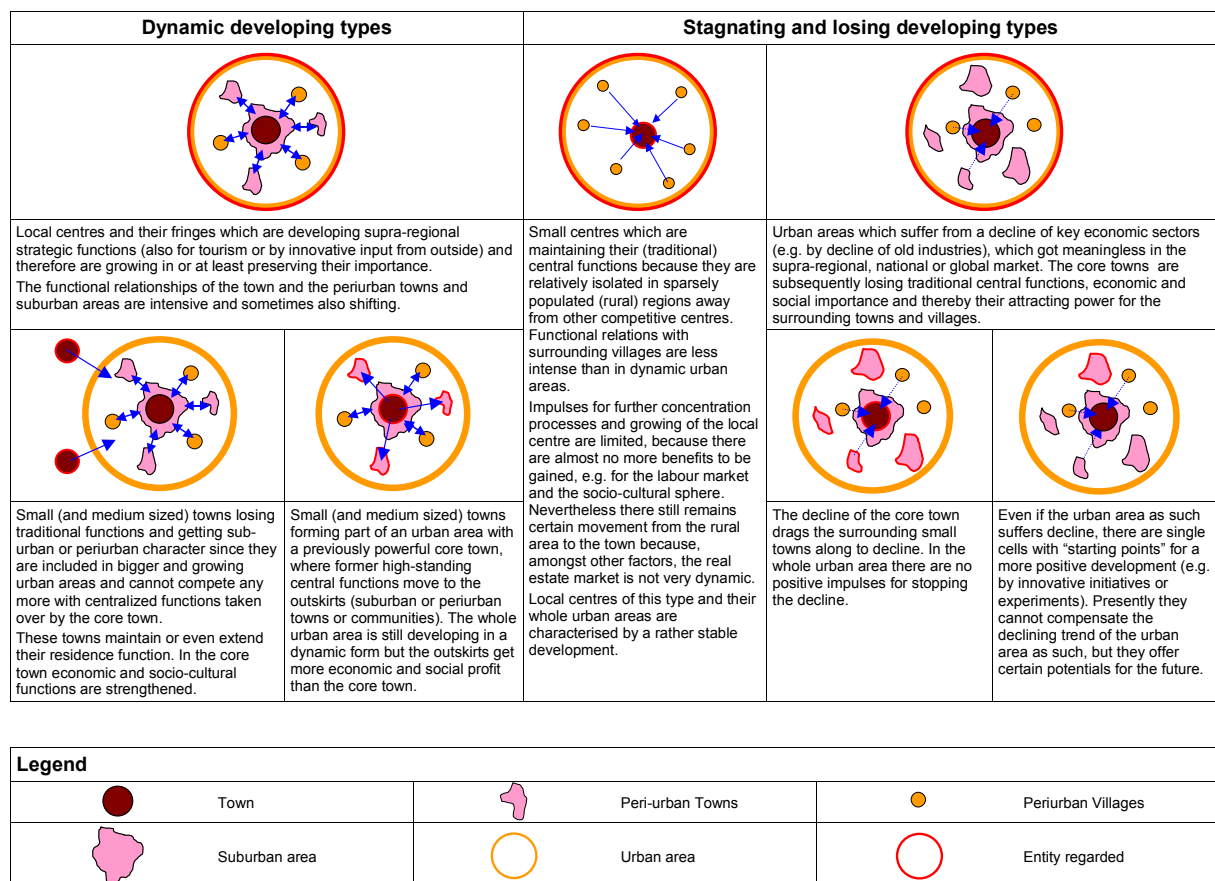 Dynamic developing types
Stagnating and losing developing types
Local centres and their fringes which are developing supra-regional
strategic functions (also for tourism or by innovative input from outside) and
therefore are growing in or at least preserving their importance.
The functional relationships of the town and the periurban towns and
suburban areas are intensive and sometimes also shifting.
Small centres which are
maintaining their (traditional)
central functions because they are
relatively isolated in sparsely
populated (rural) regions away
from other competitive centres.
Functional relations with
surrounding villages are less
intense than in dynamic urban
areas.
Impulses for further concentration
processes and growing of the local
centre are limited, because there
are almost no more benefits to be
gained, e.g. for the labour market
and the socio-cultural sphere.
Nevertheless there still remains
certain movement from the rural
area to the town because,
amongst other factors, the real
estate market is not very dynamic.
Local centres of this type and their
whole urban areas are
characterised by a rather stable
development.
Urban areas which suffer from a decline of key economic sectors
(e.g. by decline of old industries), which got meaningless in the
supra-regional, national or global market. The core towns are
subsequently losing traditional central functions, economic and
social importance and thereby their attracting power for the
surrounding towns and villages.
Small (and medium sized) towns losing
traditional functions and getting sub-
urban or periurban character since they
are included in bigger and growing
urban areas and cannot compete any
more with centralized functions taken
over by the core town.
These towns maintain or even extend
their residence function. In the core
town economic and socio-cultural
functions are strengthened.
Small (and medium sized) towns
forming part of an urban area with
a previously powerful core town,
where former high-standing
central functions move to the
outskirts (suburban or periurban
towns or communities). The whole
urban area is still developing in a
dynamic form but the outskirts get
more economic and social profit
than the core town.
The decline of the core town
drags the surrounding small
towns along to decline. In the
whole urban area there are no
positive impulses for stopping
the decline.
Even if the urban area as such
suffers decline, there are single
cells with “starting points” for a
more positive development (e.g.
by innovative initiatives or
experiments). Presently they
cannot compensate the
declining trend of the urban
area as such, but they offer
certain potentials for the future.
Legend
Town
Peri-urban Towns
Periurban Villages
Suburban area
Urban area
Entity regarded